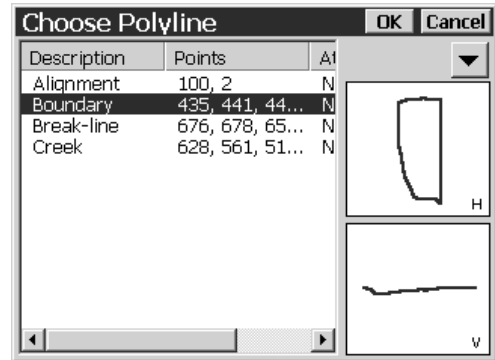 Choose Polyline OK Cancel
Description Points At
Alignment 100, 2 N
Boundary 435, 441, 44... N
Break-line 676, 678, 65... N
Creek 628, 561, 51... N
H
V